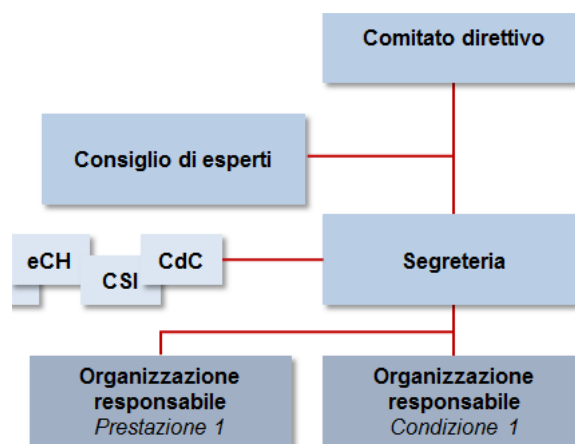 Comitato direttivo
Consiglio di esperti
eCH
CSI
CdC
Segreteria
Organizzazione
responsabile
Prestazione 1
Organizzazione
responsabile
Condizione 1